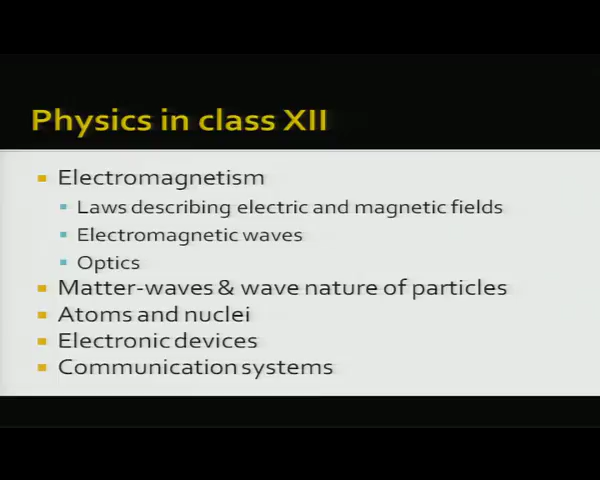 Physics in class XII
Electromagnetism
Laws describing electric and magnetic fields
Electromagnetic waves
Optics
Matter-waves & wave nature of particles
Atoms and nuclei
Electronic devices
Communication systems